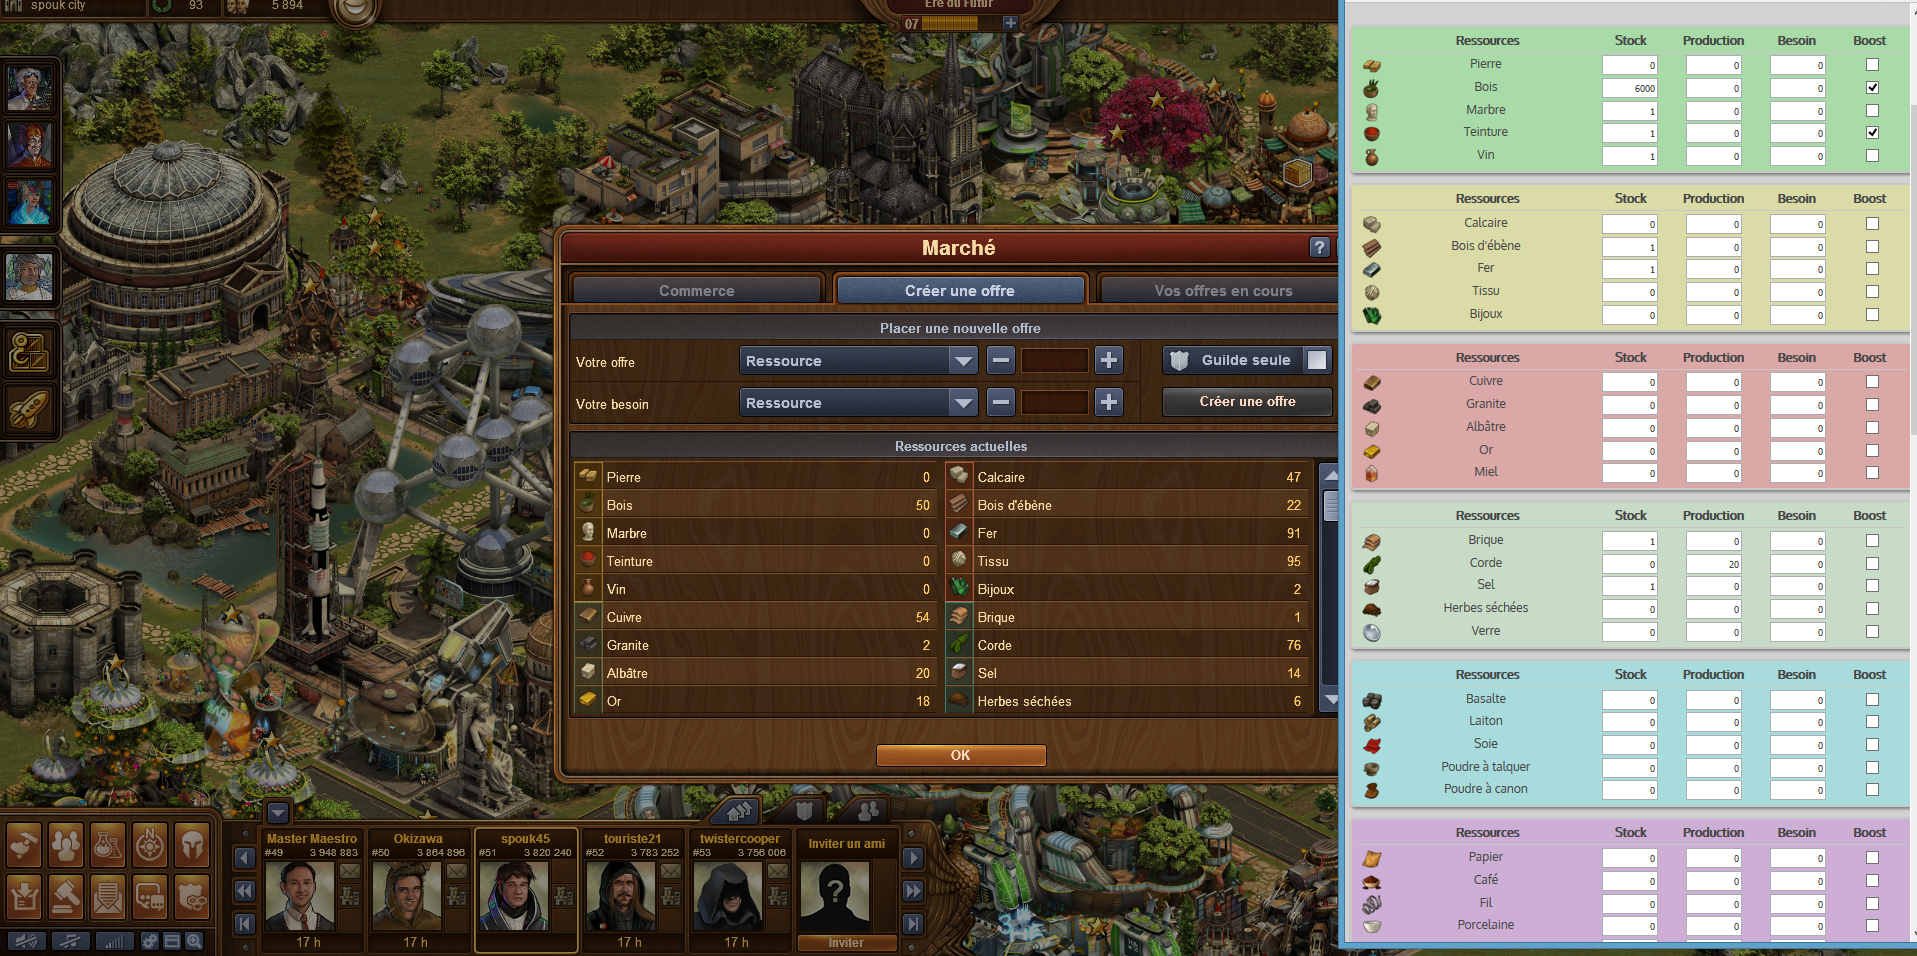 spouk city
93
5 894
Ere du Futur
07
Marché
?
Commerce
Créer une offre
Vos offres en cours
Placer une nouvelle offre
Votre offre
Ressource
Guilde seule
Votre besoin
Ressource
Créer une offre
Ressources actuelles
Pierre 0 Calcaire 47
Bois 50 Bois d'ébène 22
Marbre 0 Fer 91
Teinture 0 Tissu 95
Vin 0 Bijoux 2
Cuivre 54 Brique 1
Granite 2 Corde 76
Albâtre 20 Sel 14
Or 18 Herbes séchées 6
OK
Master Maestro
#49 3 948 883
17 h
Okizawa
#50 3 864 896
17 h
spouk45
#51 3 820 240
17 h
touriste21
#52 3 783 252
17 h
twistercooper
#53 3 756 006
17 h
Inviter un ami
?
Inviter
Ressources Stock Production Besoin Boost
Pierre 0 0 0
Bois 6000 0 0
Marbre 1 0 0
Teinture 1 0 0
Vin 1 0 0
Ressources Stock Production Besoin Boost
Calcaire 0 0 0
Bois d'ébène 1 0 0
Fer 1 0 0
Tissu 0 0 0
Bijoux 0 0 0
Ressources Stock Production Besoin Boost
Cuivre 0 0 0
Granite 0 0 0
Albâtre 0 0 0
Or 0 0 0
Miel 0 0 0
Ressources Stock Production Besoin Boost
Brique 1 0 0
Corde 0 20 0
Sel 1 0 0
Herbes séchées 0 0 0
Verre 0 0 0
Ressources Stock Production Besoin Boost
Basalte 0 0 0
Laiton 0 0 0
Soie 0 0 0
Poudre à talquer 0 0 0
Poudre à canon 0 0 0
Ressources Stock Production Besoin Boost
Papier 0 0 0
Café 0 0 0
Fil 0 0 0
Porcelaine 0 0 0